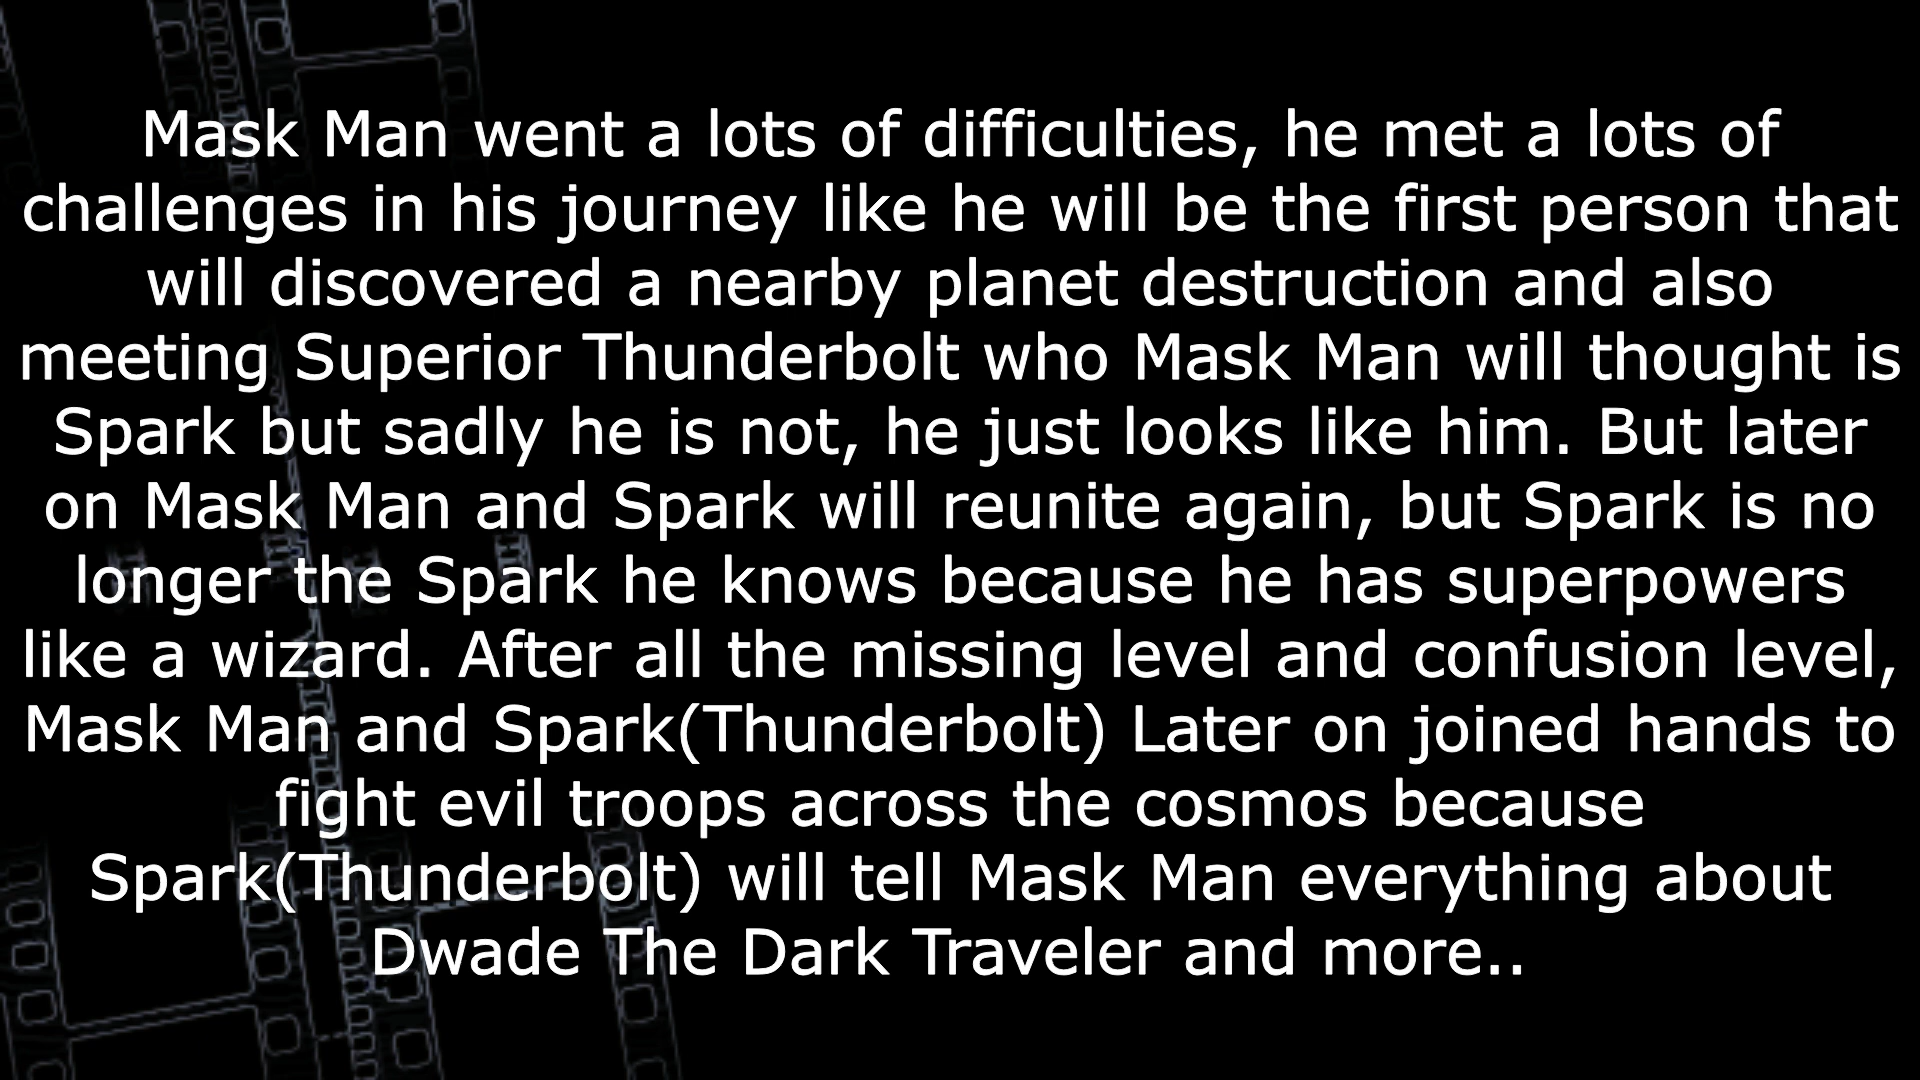 Mask Man went a lots of difficulties, he met a lots of
challenges in his journey like he will be the first person that
will discovered a nearby planet destruction and also
meeting Superior Thunderbolt who Mask Man will thought is
Spark but sadly he is not, he just looks like him. But later
on Mask Man and Spark will reunite again, but Spark is no
longer the Spark he knows because he has superpowers
like a wizard. After all the missing level and confusion level,
Mask Man and Spark(Thunderbolt) Later on joined hands to
fight evil troops across the cosmos because
Spark(Thunderbolt) will tell Mask Man everything about
Dwade The Dark Traveler and more..